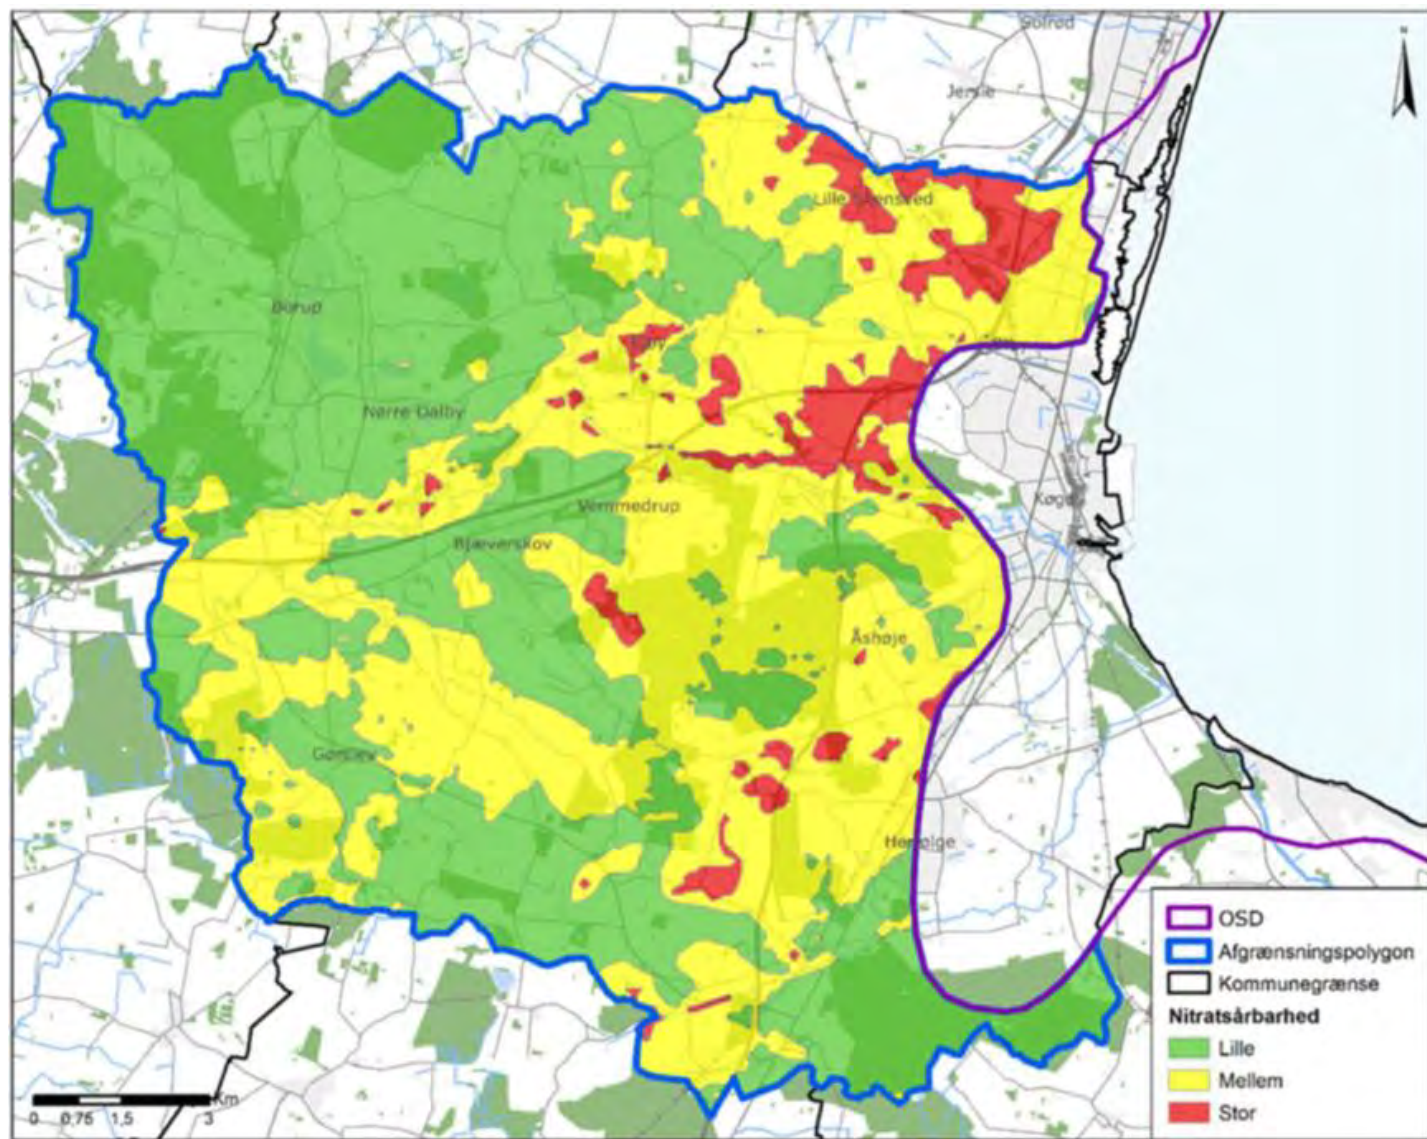 Solrød
N
Jersie
Lille Skensved
Borup
Ejby
Nørre Dalby
Køge
Vemmedrup
Bjæverskov
Åshøje
Gørslev
Herfølge
OSD
Afgrænsningspolygon
Kommunegrænse
Nitratsårbarhed
Lille
Mellem
Stor
Km
0 0,75 1,5 3